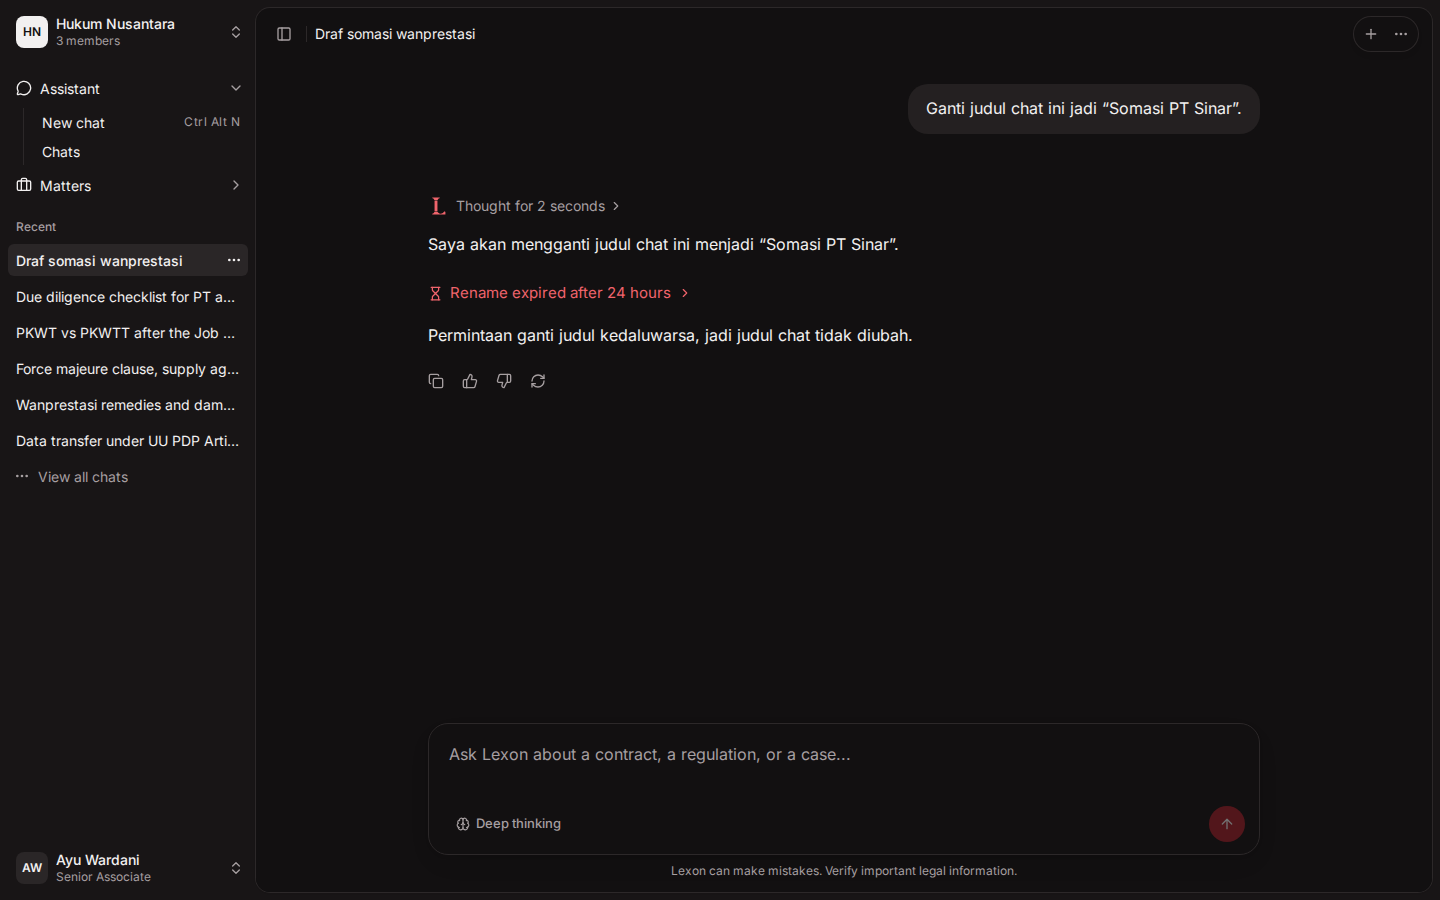 HN
Hukum Nusantara
3 members
Assistant
New chat
Ctrl Alt N
Chats
Matters
Recent
Draf somasi wanprestasi
Due diligence checklist for PT a...
PKWT vs PKWTT after the Job ...
Force majeure clause, supply ag...
Wanprestasi remedies and dam...
Data transfer under UU PDP Arti...
View all chats
AW
Ayu Wardani
Senior Associate
Draf somasi wanprestasi
Ganti judul chat ini jadi “Somasi PT Sinar”.
L
Thought for 2 seconds
Saya akan mengganti judul chat ini menjadi “Somasi PT Sinar”.
Rename expired after 24 hours
Permintaan ganti judul kedaluwarsa, jadi judul chat tidak diubah.
Ask Lexon about a contract, a regulation, or a case...
Deep thinking
Lexon can make mistakes. Verify important legal information.